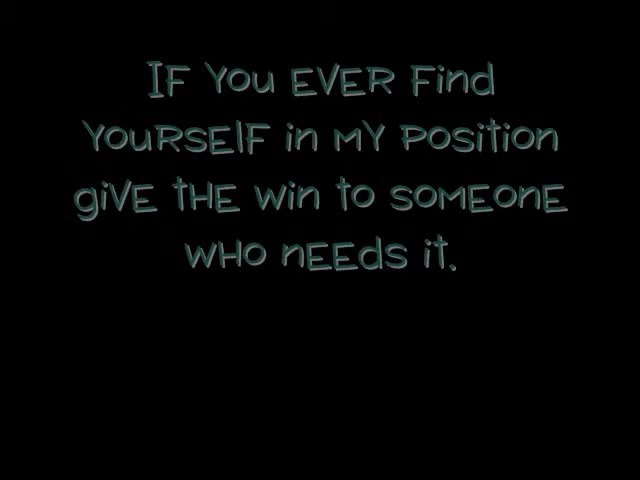 If you ever find
yourself in my position
give the win to someone
who needs it.